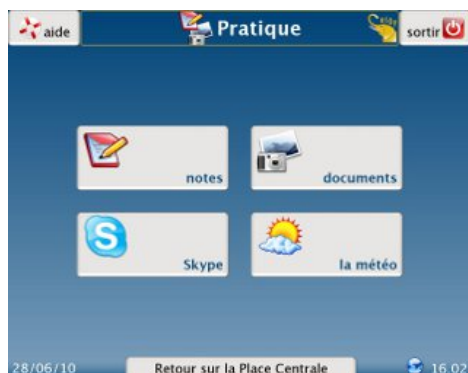 aide
Pratique
sortir
notes
documents
Skype
la météo
28/06/10
Retour sur la Place Centrale
16 02